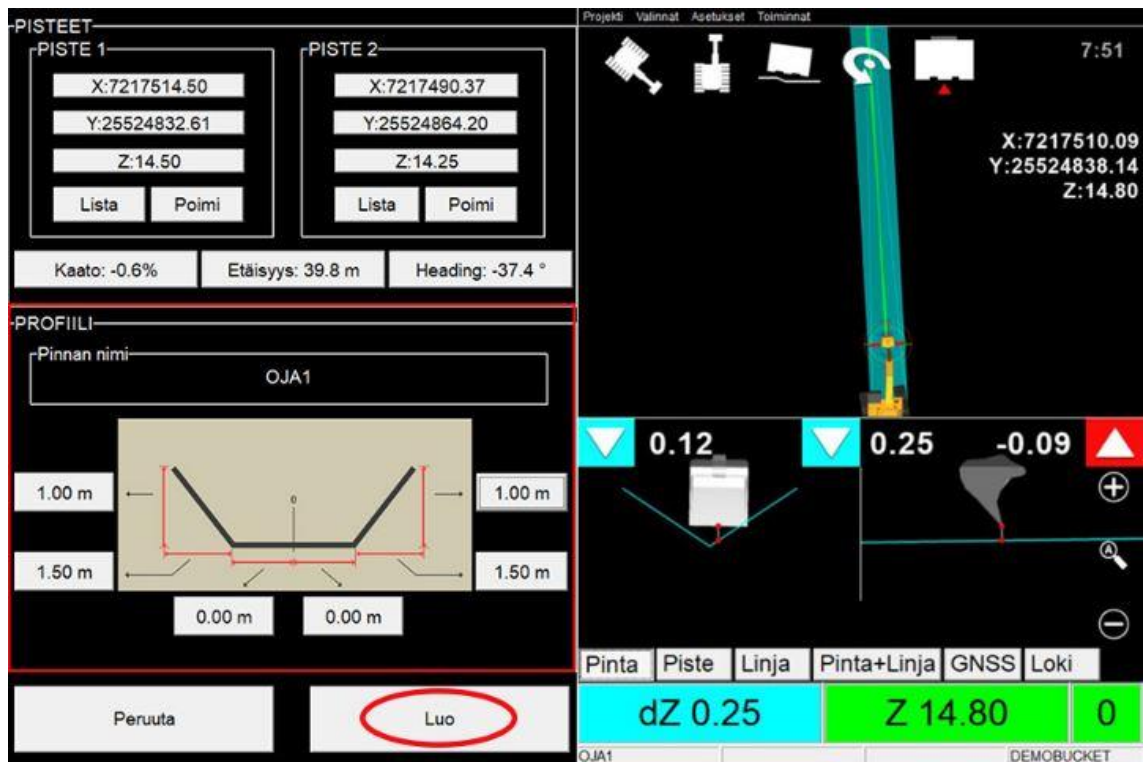 PISTEET
PISTE 1
X:7217514.50
Y:25524832.61
Z:14.50
Lista Poimi
PISTE 2
X:7217490.37
Y:25524864.20
Z:14.25
Lista Poimi
Kaato: -0.6% Etäisyys: 39.8 m Heading: -37.4 °
PROFIILI
Pinnan nimi
OJA1
0
1.00 m 1.00 m
1.50 m 1.50 m
0.00 m 0.00 m
Peruuta Luo
Projekti Valinnat Asetukset Toiminnat
7:51
X:7217510.09
Y:25524838.14
Z:14.80
0.12 0.25 -0.09
A
Pinta Piste Linja Pinta+Linja GNSS Loki
dZ 0.25 Z 14.80 0
OJA1 DEMOBUCKET